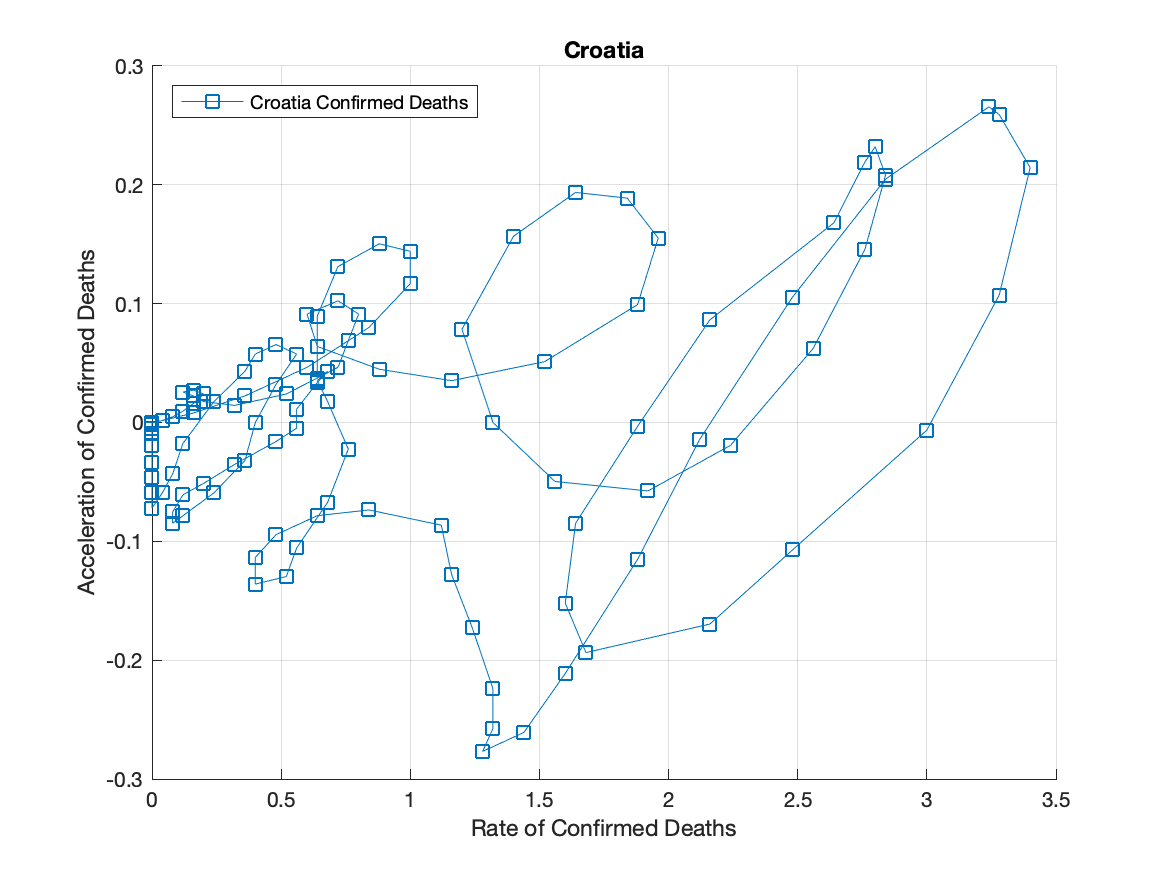 Croatia
Croatia Confirmed Deaths
0.3
0.2
0.1
0
-0.1
-0.2
-0.3
Acceleration of Confirmed Deaths
0 0.5 1 1.5 2 2.5 3 3.5
Rate of Confirmed Deaths